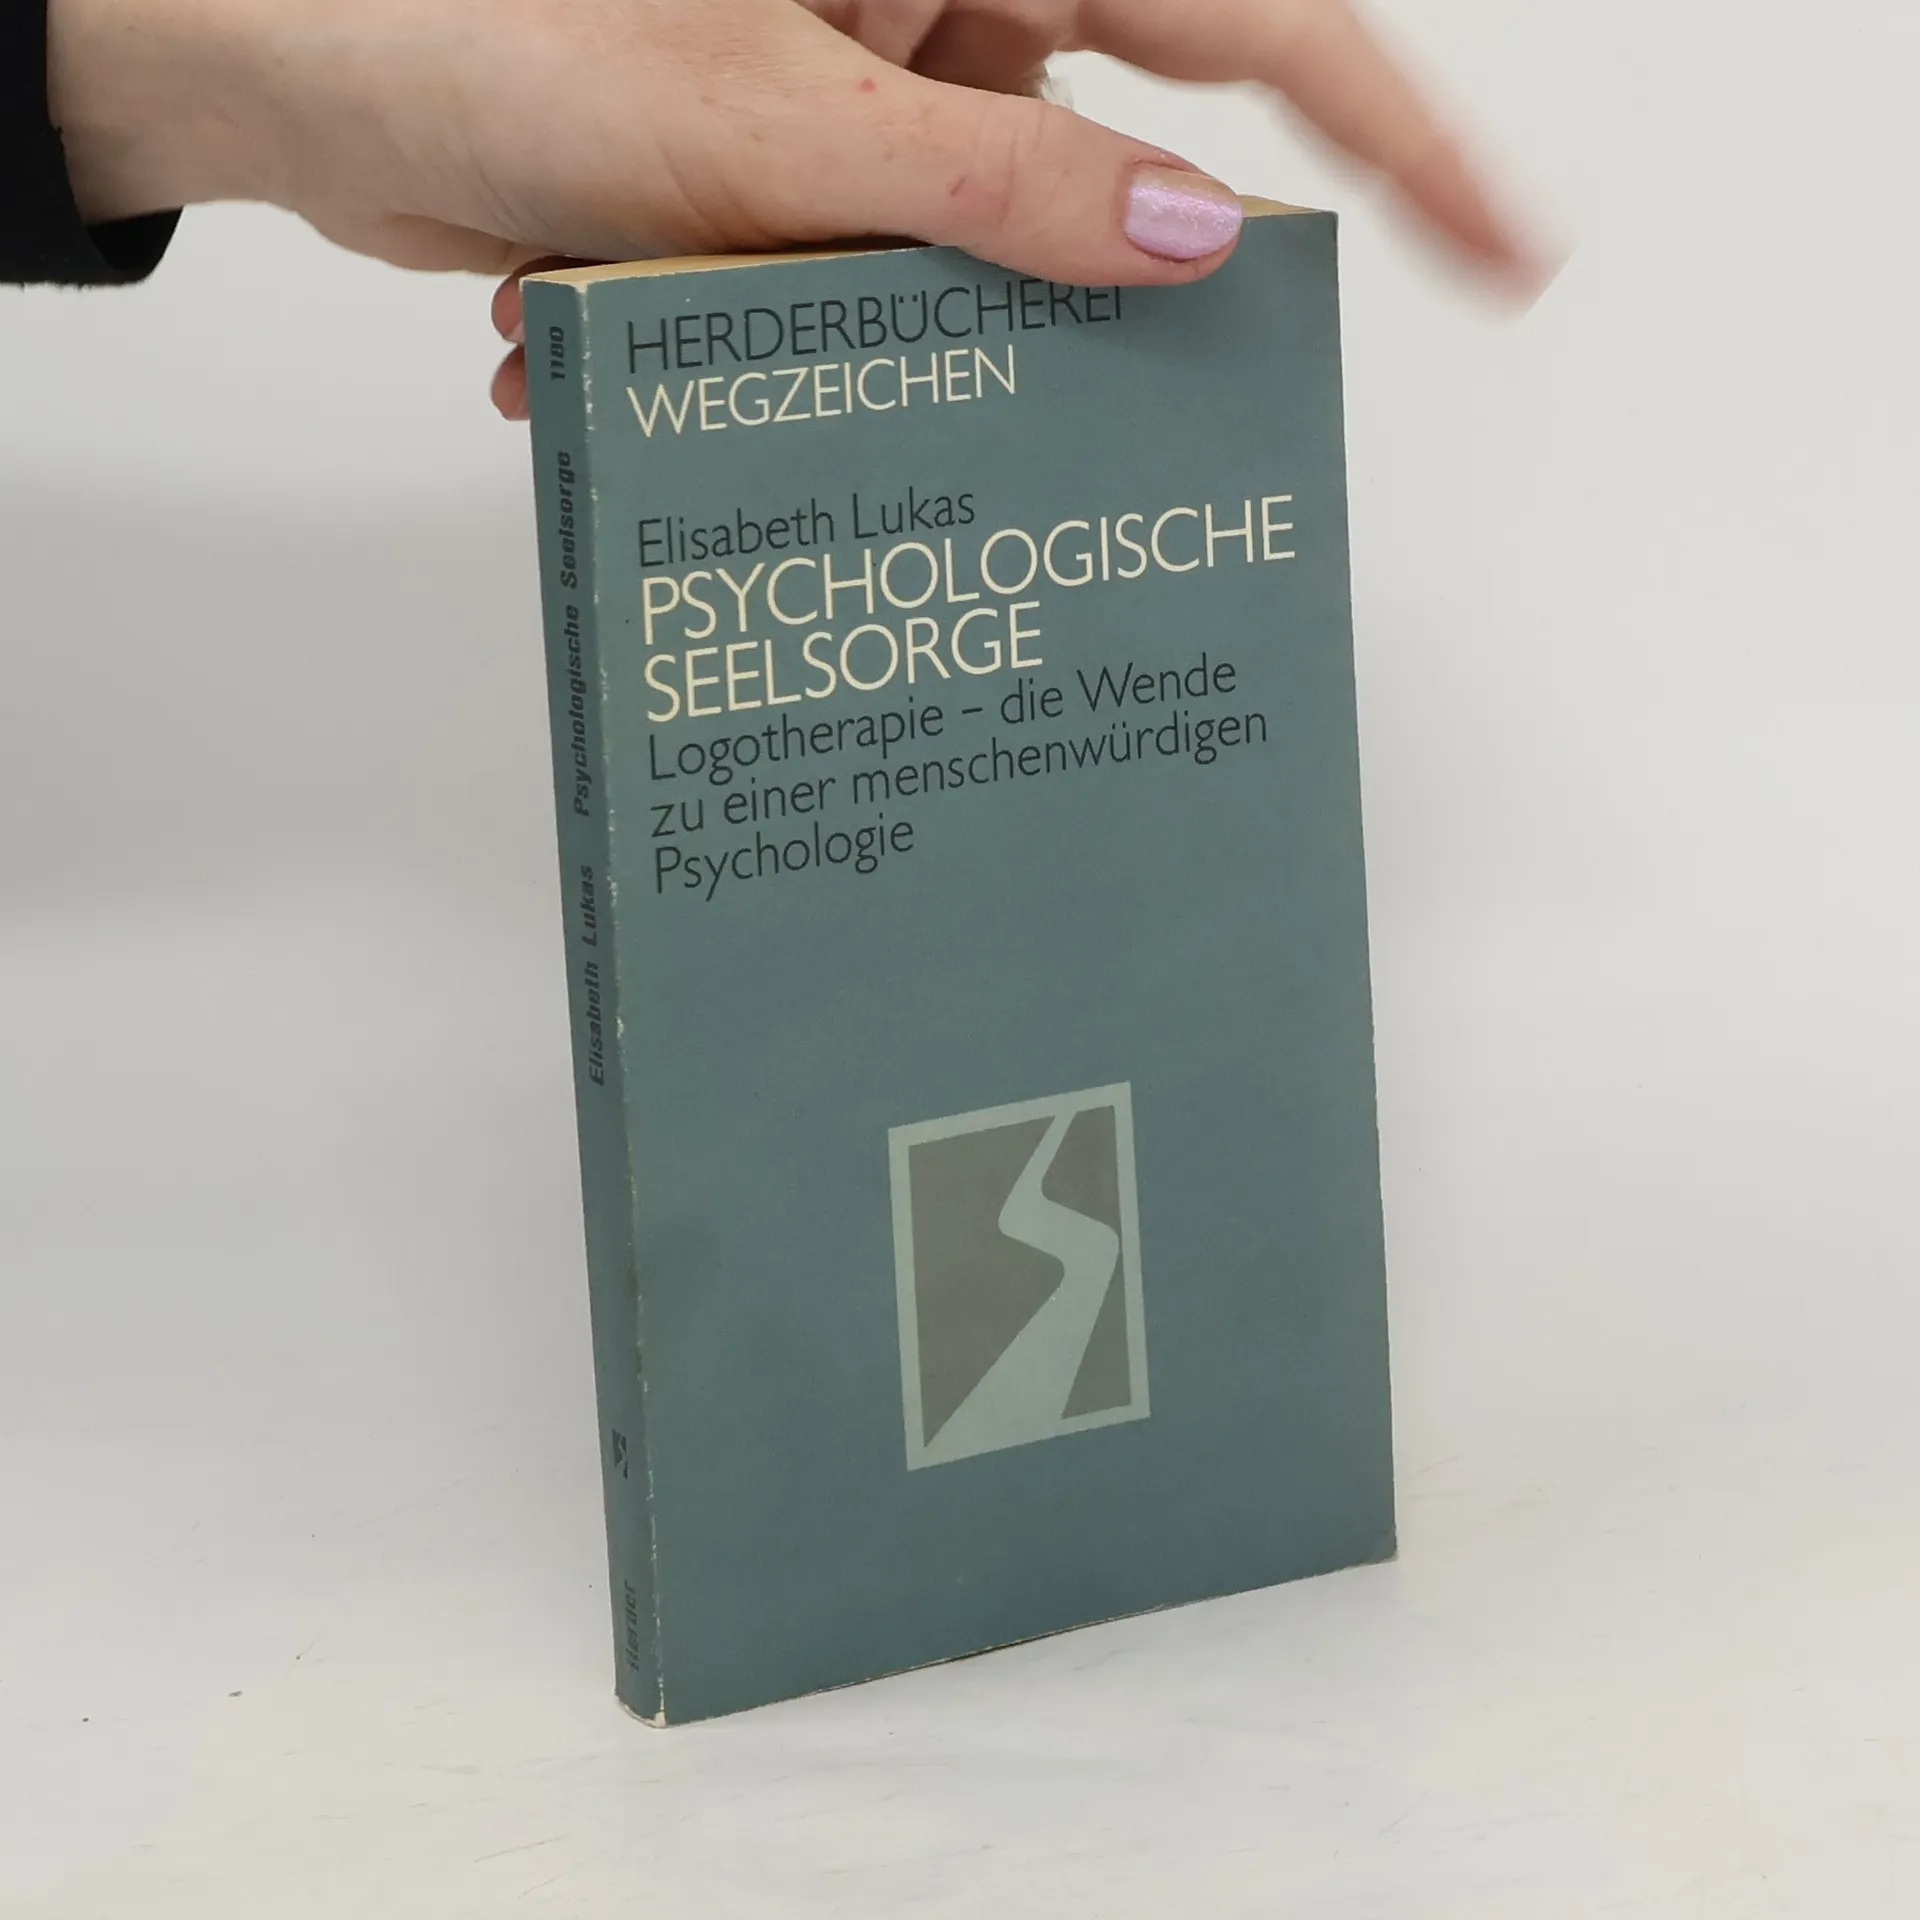 HERDERBÜCHEREI
WEGZEICHEN
Elisabeth Lukas
PSYCHOLOGISCHE
SEELSORGE
Logotherapie – die Wende
zu einer menschenwürdigen
Psychologie
Elisabeth Lukas Psychologische Seelsorge 1180
Herder